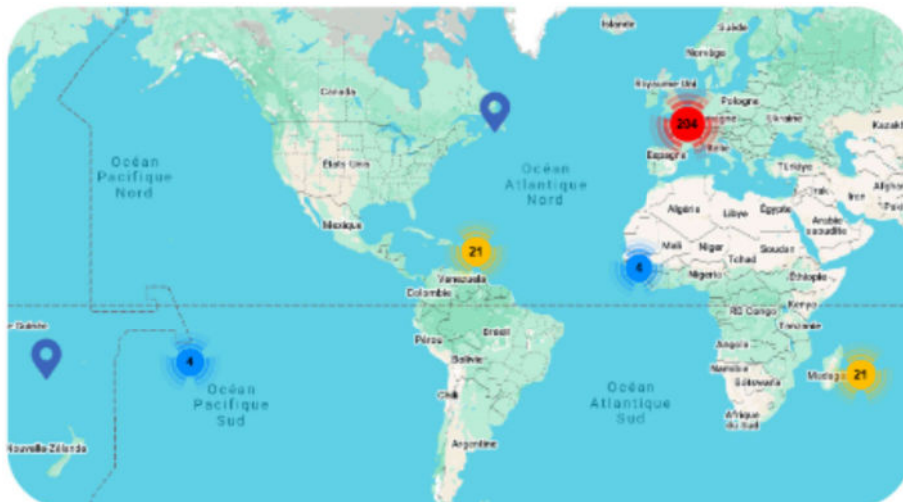 Islande
Suède
Norvège
Royaume-Uni
Canada
Pologne
204
Ukraine
Kazak
Italie
Espagne
Océan
Pacifique
Nord
États-Unis
Océan
Atlantique
Nord
Türkiye
Irak
Iran
Algérie
Libye
Égypte
Arabie
saoudite
Mexique
Mali
Niger
Soudan
Tchad
21
Venezuela
Nigeria
Éthiopie
Colombie
Kenya
RD Congo
Tanzanie
Pérou
Brésil
4
Bolivie
Angola
Namibie
Botswana
Madaga
21
Océan
Pacifique
Sud
Océan
Atlantique
Sud
Chili
Afrique
du Sud
Nouvelle-Zélande
Argentine